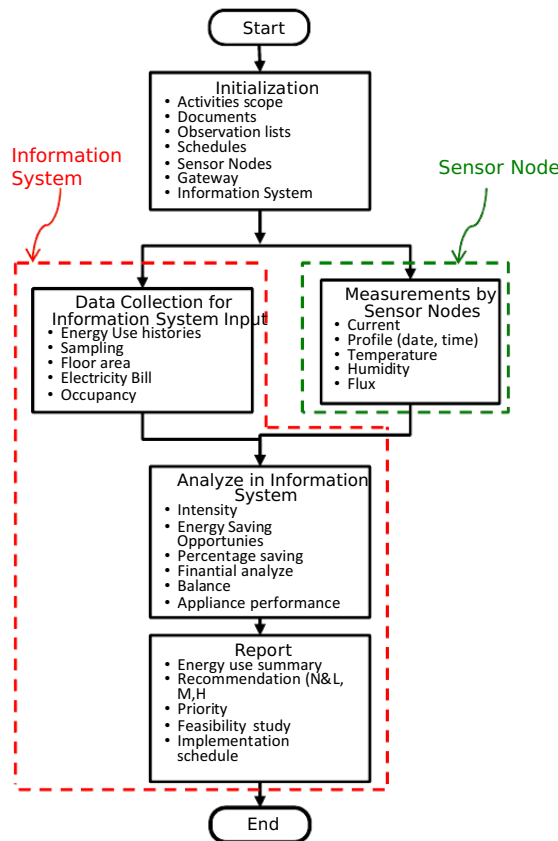 Start
Initialization
• Activities scope
• Documents
• Observation lists
• Schedules
• Sensor Nodes
• Gateway
• Information System
Information
System
Sensor Node
Data Collection for
Information System Input
• Energy Use histories
• Sampling
• Floor area
• Electricity Bill
• Occupancy
Measurements by
Sensor Nodes
• Current
• Profile (date, time)
• Temperature
• Humidity
• Flux
Analyze in Information
System
• Intensity
• Energy Saving
Opportunies
• Percentage saving
• Finantial analyze
• Balance
• Appliance performance
Report
• Energy use summary
• Recommendation (N&L,
M,H
• Priority
• Feasibility study
• Implementation
schedule
End